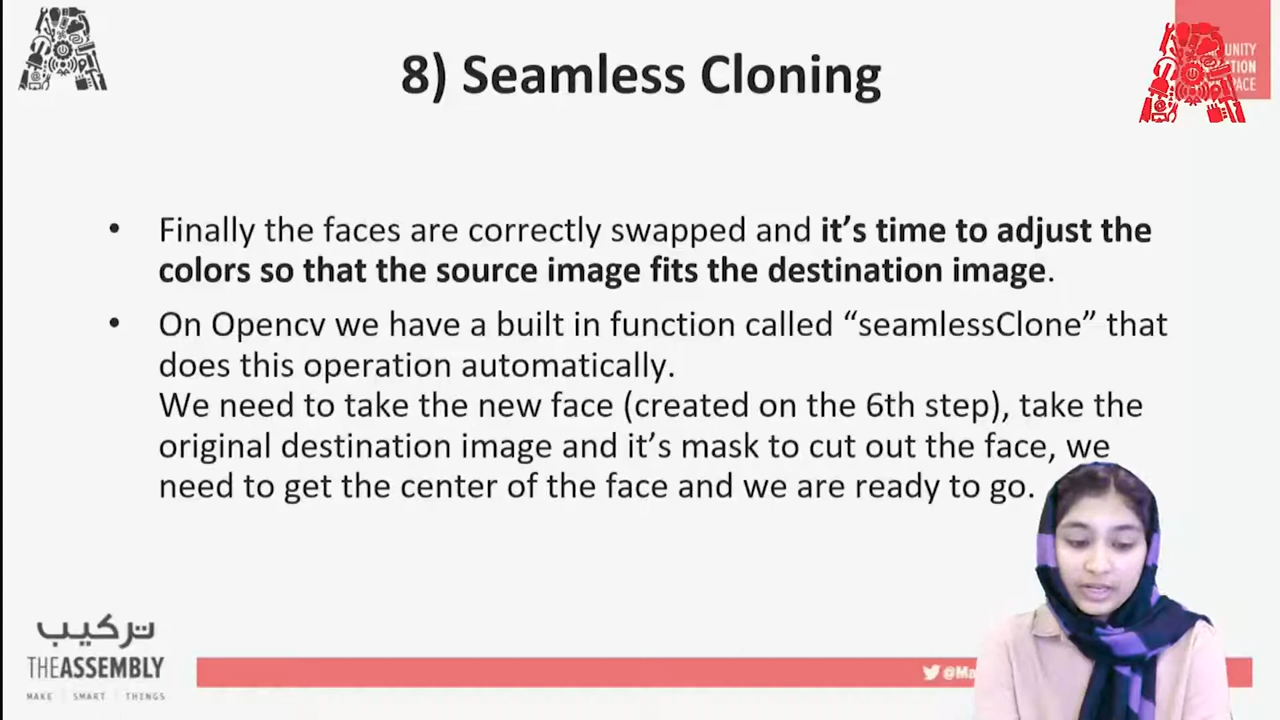 8) Seamless Cloning
UNITY
TION
PACE
• Finally the faces are correctly swapped and it’s time to adjust the
colors so that the source image fits the destination image.
• On Opencv we have a built in function called “seamlessClone” that
does this operation automatically.
We need to take the new face (created on the 6th step), take the
original destination image and it’s mask to cut out the face, we
need to get the center of the face and we are ready to go.
تركيب
THEASSEMBLY
MAKE | SMART | THINGS
@Ma